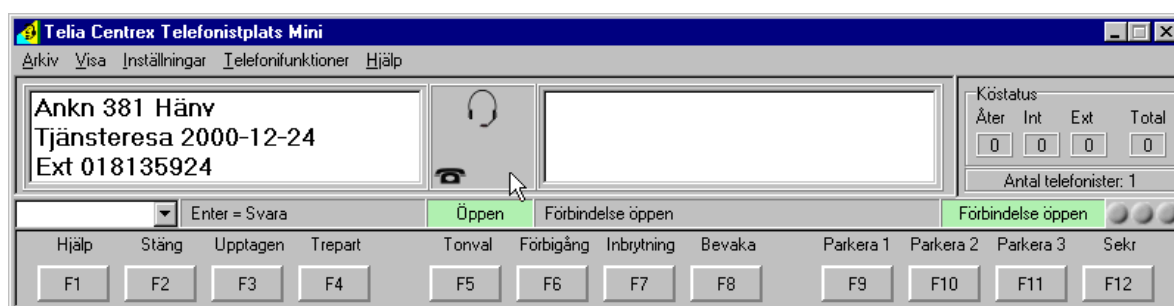 Telia Centrex Telefonistplats Mini
Arkiv Visa Inställningar Telefonifunktioner Hjälp
Ankn 381 Hänv
Tjänsteresa 2000-12-24
Ext 018135924
Köstatus
Åter Int Ext Total
0 0 0 0
Antal telefonister: 1
Enter = Svara Öppen Förbindelse öppen Förbindelse öppen
Hjälp Stäng Upptagen Trepart Tonval Förbigång Inbrytning Bevaka Parkera 1 Parkera 2 Parkera 3 Sekr
F1 F2 F3 F4 F5 F6 F7 F8 F9 F10 F11 F12